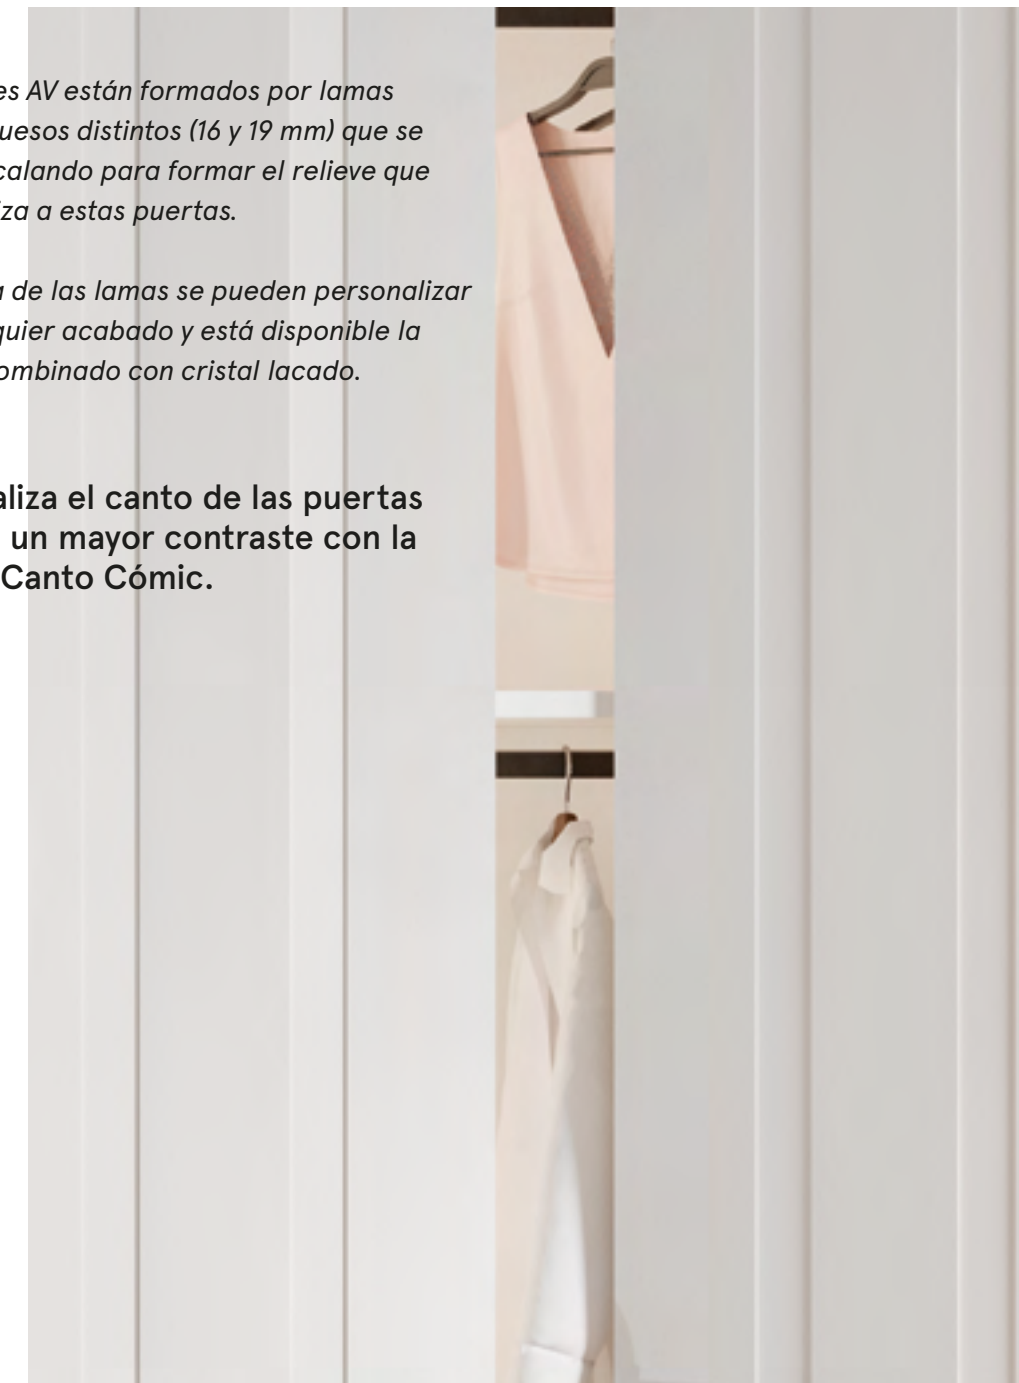 es AV están formados por lamas
uesos distintos (16 y 19 mm) que se
calando para formar el relieve que
iza a estas puertas.
a de las lamas se pueden personalizar
quier acabado y está disponible la
ombinado con cristal lacado.
aliza el canto de las puertas
un mayor contraste con la
Canto Cómic.